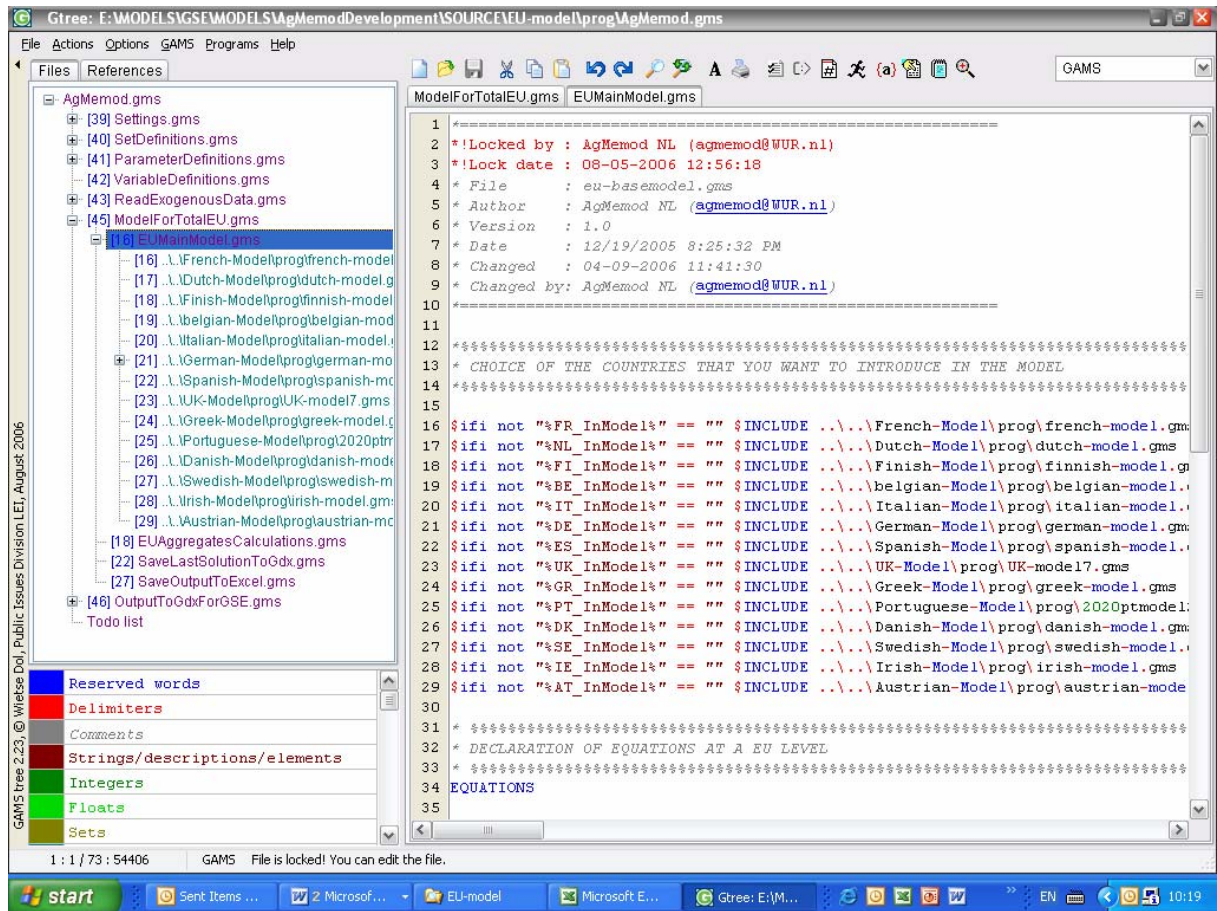 Gtree: E:\MODELS\GSE\MODELS\AgMemodDevelopment\SOURCE\EU-model\prog\AgMemod.gms
File Actions Options GAMS Programs Help
Files References
GAMS
AgMemod.gms
[39] Settings.gms
[40] SetDefinitions.gms
[41] ParameterDefinitions.gms
[42] VariableDefinitions.gms
[43] ReadExogenousData.gms
[45] ModelForTotalEU.gms
[16] EUMainModel.gms
[16] ..\..\French-Model\prog\french-model
[17] ..\..\Dutch-Model\prog\dutch-model.g
[18] ..\..\Finish-Model\prog\finnish-model
[19] ..\..\belgian-Model\prog\belgian-mod
[20] ..\..\Italian-Model\prog\italian-model.
[21] ..\..\German-Model\prog\german-mo
[22] ..\..\Spanish-Model\prog\spanish-mo
[23] ..\..\UK-Model\prog\UK-model7.gms
[24] ..\..\Greek-Model\prog\greek-model.g
[25] ..\..\Portuguese-Model\prog\2020ptm
[26] ..\..\Danish-Model\prog\danish-mode
[27] ..\..\Swedish-Model\prog\swedish-m
[28] ..\..\Irish-Model\prog\irish-model.gm
[29] ..\..\Austrian-Model\prog\austrian-mo
[18] EUAggregatesCalculations.gms
[22] SaveLastSolutionToGdx.gms
[27] SaveOutputToExcel.gms
[46] OutputToGdxForGSE.gms
Todo list
GAMS tree 2.23, © Wietse Dol, Public Issues Division LEI, August 2006
Reserved words
Delimiters
Comments
Strings/descriptions/elements
Integers
Floats
Sets
ModelForTotalEU.gms EUMainModel.gms
1 *==========================================================
2 *!Locked by : AgMemod NL (agmemod@WUR.nl)
3 *!Lock date : 08-05-2006 12:56:18
4 * File : eu-basemodel.gms
5 * Author : AgMemod NL (agmemod@WUR.nl)
6 * Version : 1.0
7 * Date : 12/19/2005 8:25:32 PM
8 * Changed : 04-09-2006 11:41:30
9 * Changed by: AgMemod NL (agmemod@WUR.nl)
10 *==========================================================
11
12 *%%%%%%%%%%%%%%%%%%%%%%%%%%%%%%%%%%%%%%%%%%%%%%%%%%%%%%%%%%%%%%%%%%%%%%%%%%%%%%
13 * CHOICE OF THE COUNTRIES THAT YOU WANT TO INTRODUCE IN THE MODEL
14 *%%%%%%%%%%%%%%%%%%%%%%%%%%%%%%%%%%%%%%%%%%%%%%%%%%%%%%%%%%%%%%%%%%%%%%%%%%%%%%
15
16 $ifi not "%FR_InModel%" == "" $INCLUDE ..\..\French-Model\prog\french-model.gm
17 $ifi not "%NL_InModel%" == "" $INCLUDE ..\..\Dutch-Model\prog\dutch-model.gms
18 $ifi not "%FI_InModel%" == "" $INCLUDE ..\..\Finish-Model\prog\finnish-model.gm
19 $ifi not "%BE_InModel%" == "" $INCLUDE ..\..\belgian-Model\prog\belgian-model.
20 $ifi not "%IT_InModel%" == "" $INCLUDE ..\..\Italian-Model\prog\italian-model.
21 $ifi not "%DE_InModel%" == "" $INCLUDE ..\..\German-Model\prog\german-model.gm
22 $ifi not "%ES_InModel%" == "" $INCLUDE ..\..\Spanish-Model\prog\spanish-model.
23 $ifi not "%UK_InModel%" == "" $INCLUDE ..\..\UK-Model\prog\UK-model7.gms
24 $ifi not "%GR_InModel%" == "" $INCLUDE ..\..\Greek-Model\prog\greek-model.gms
25 $ifi not "%PT_InModel%" == "" $INCLUDE ..\..\Portuguese-Model\prog\2020ptmodel
26 $ifi not "%DK_InModel%" == "" $INCLUDE ..\..\Danish-Model\prog\danish-model.gm
27 $ifi not "%SE_InModel%" == "" $INCLUDE ..\..\Swedish-Model\prog\swedish-model.
28 $ifi not "%IE_InModel%" == "" $INCLUDE ..\..\Irish-Model\prog\irish-model.gms
29 $ifi not "%AT_InModel%" == "" $INCLUDE ..\..\Austrian-Model\prog\austrian-mode
30
31 * %%%%%%%%%%%%%%%%%%%%%%%%%%%%%%%%%%%%%%%%%%%%%%%%%%%%%%%%%%%%%%%%%%%%%%%%%%%%%
32 * DECLARATION OF EQUATIONS AT A EU LEVEL
33 * %%%%%%%%%%%%%%%%%%%%%%%%%%%%%%%%%%%%%%%%%%%%%%%%%%%%%%%%%%%%%%%%%%%%%%%%%%%%%
34 EQUATIONS
35
1 : 1 / 73 : 54406 GAMS File is locked! You can edit the file.
start Sent Items ... 2 Microsof... EU-model Microsoft E... Gtree: E:\M... EN 10:19